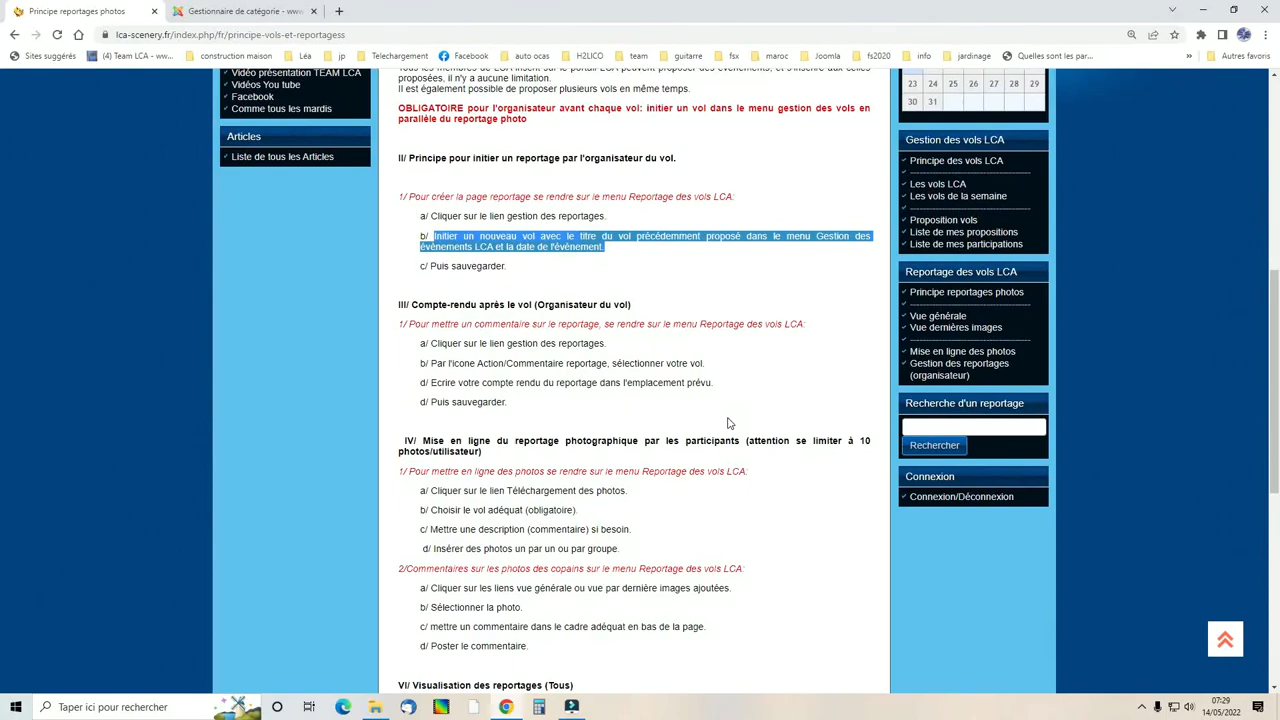 Principe reportages photos
Gestionnaire de catégorie - www
lca-scenery.fr/index.php/fr/principe-vols-et-reportagess
Sites suggérés
(4) Team LCA - www...
construction maison
Léa
jp
Telechargement
Facebook
auto ocas
H2LICO
team
guitarre
fsx
maroc
Joomla
fs2020
info
jardinage
Quelles sont les par...
»
Autres favoris
Vidéo présentation TEAM LCA
Vidéos You tube
Facebook
Comme tous les mardis
Articles
Liste de tous les Articles
proposées, il n'y a aucune limitation.
Il est également possible de proposer plusieurs vols en même temps.
OBLIGATOIRE pour l'organisateur avant chaque vol: initier un vol dans le menu gestion des vols en
parallèle du reportage photo
II/ Principe pour initier un reportage par l'organisateur du vol.
1/ Pour créer la page reportage se rendre sur le menu Reportage des vols LCA:
a/ Cliquer sur le lien gestion des reportages.
b/ Initier un nouveau vol avec le titre du vol précédemment proposé dans le menu Gestion des
évènements LCA et la date de l'évènement.
c/ Puis sauvegarder.
III/ Compte-rendu après le vol (Organisateur du vol)
1/ Pour mettre un commentaire sur le reportage, se rendre sur le menu Reportage des vols LCA:
a/ Cliquer sur le lien gestion des reportages.
b/ Par l'icone Action/Commentaire reportage, sélectionner votre vol.
d/ Ecrire votre compte rendu du reportage dans l'emplacement prévu.
d/ Puis sauvegarder.
IV/ Mise en ligne du reportage photographique par les participants (attention se limiter à 10
photos/utilisateur)
1/ Pour mettre en ligne des photos se rendre sur le menu Reportage des vols LCA:
a/ Cliquer sur le lien Téléchargement des photos.
b/ Choisir le vol adéquat (obligatoire).
c/ Mettre une description (commentaire) si besoin.
d/ Insérer des photos un par un ou par groupe.
2/Commentaires sur les photos des copains sur le menu Reportage des vols LCA:
a/ Cliquer sur les liens vue générale ou vue par dernière images ajoutées.
b/ Sélectionner la photo.
c/ mettre un commentaire dans le cadre adéquat en bas de la page.
d/ Poster le commentaire.
VI/ Visualisation des reportages (Tous)
23 24 25 26 27 28 29
30 31
Gestion des vols LCA
Principe des vols LCA
------------------------------
Les vols LCA
Les vols de la semaine
------------------------------
Proposition vols
Liste de mes propositions
Liste de mes participations
Reportage des vols LCA
Principe reportages photos
------------------------------
Vue générale
Vue dernières images
------------------------------
Mise en ligne des photos
Gestion des reportages
(organisateur)
Recherche d'un reportage
Rechercher
Connexion
Connexion/Déconnexion
Taper ici pour rechercher
07:29
14/05/2022